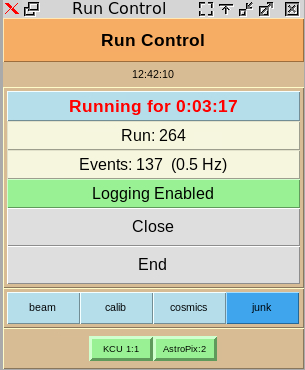 Run Control
Run Control
12:42:10
Running for 0:03:17
Run: 264
Events: 137 (0.5 Hz)
Logging Enabled
Close
End
beam calib cosmics junk
KCU 1:1 AstroPix:2